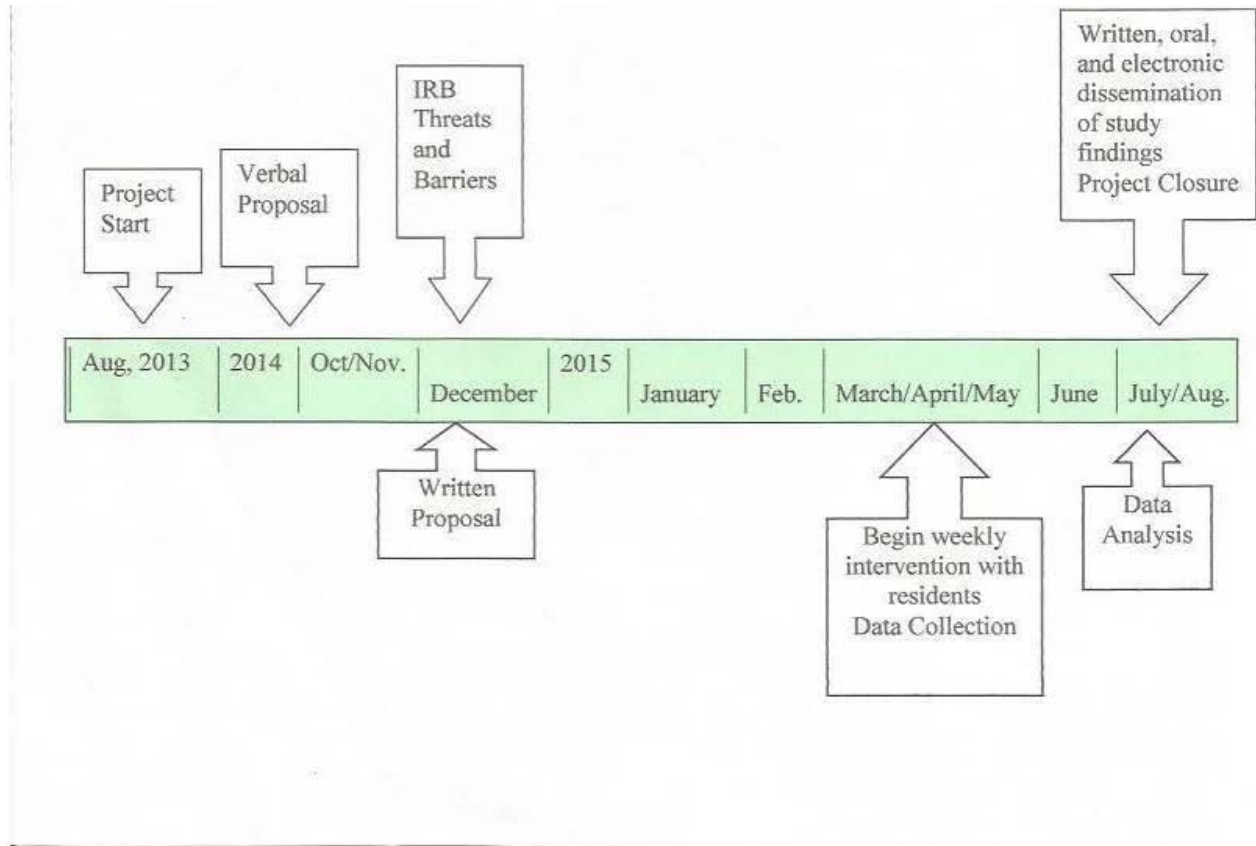 Project
Start
Verbal
Proposal
IRB
Threats
and
Barriers
Written, oral,
and electronic
dissemination
of study
findings
Project Closure
Aug, 2013
2014
Oct/Nov.
December
2015
January
Feb.
March/April/May
June
July/Aug.
Written
Proposal
Begin weekly
intervention with
residents
Data Collection
Data
Analysis